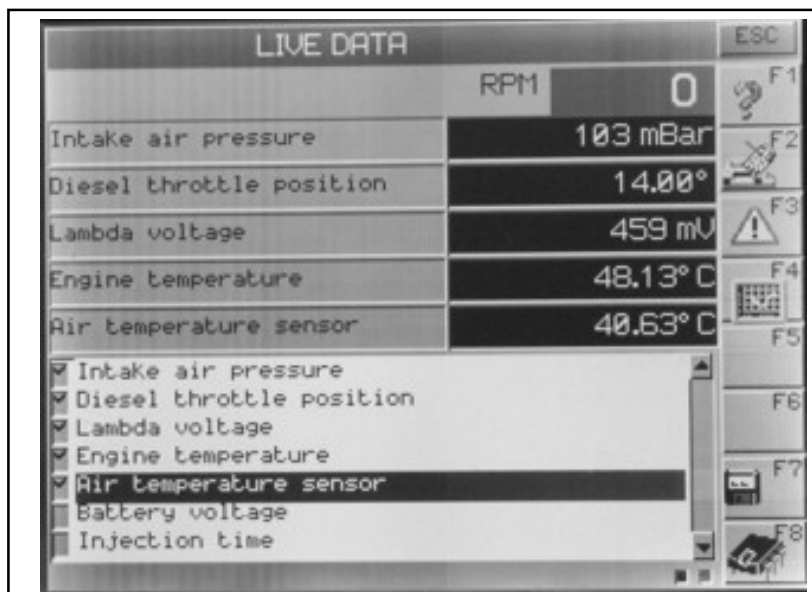 LIVE DATA
ESC
RPM 0
F1
Intake air pressure 103 mBar
F2
Diesel throttle position 14.00°
F3
Lambda voltage 459 mV
Engine temperature 48.13° C
F4
Air temperature sensor 40.63° C
F5
Intake air pressure
Diesel throttle position
F6
Lambda voltage
Engine temperature
Air temperature sensor
F7
Battery voltage
Injection time
F8